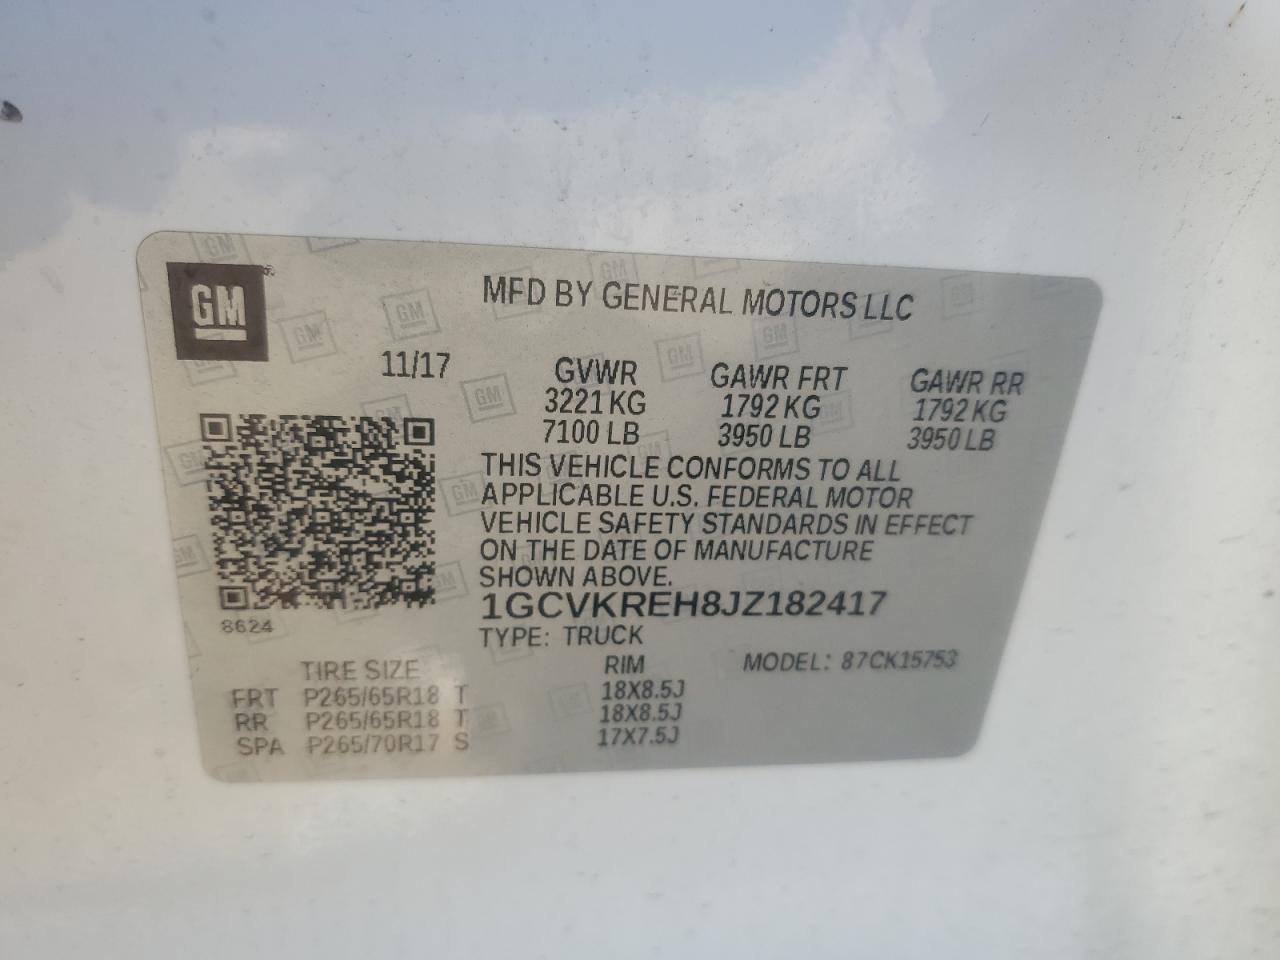 GM
MFD BY GENERAL MOTORS LLC
11/17 GVWR GAWR FRT GAWR RR
3221 KG 1792 KG 1792 KG
7100 LB 3950 LB 3950 LB
THIS VEHICLE CONFORMS TO ALL
APPLICABLE U.S. FEDERAL MOTOR
VEHICLE SAFETY STANDARDS IN EFFECT
ON THE DATE OF MANUFACTURE
SHOWN ABOVE.
1GCVKREH8JZ182417
8624
TYPE: TRUCK
TIRE SIZE RIM MODEL: 87CK15753
FRT P265/65R18 T 18X8.5J
RR P265/65R18 T 18X8.5J
SPA P265/70R17 S 17X7.5J